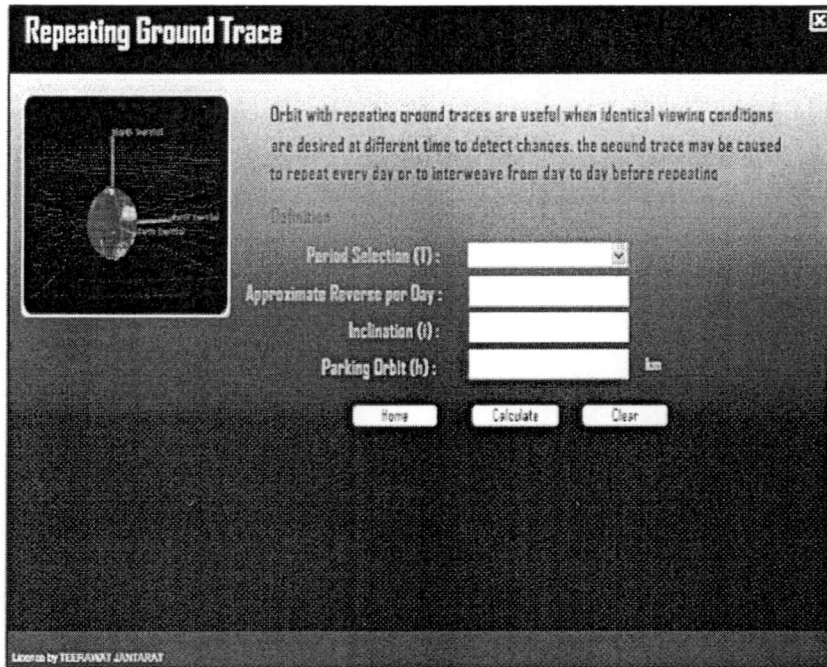 Repeating Ground Trace
Orbit with repeating ground traces are useful when identical viewing conditions
are desired at different time to detect changes. the geound trace may be caused
to repeat every day or to interweave from day to day before repeating
Definition
Period Selection (T) :
Approximate Reverse per Day :
Inclination (i) :
Parking Orbit (h) :
km
Home
Calculate
Clear
License by TEERAWAT JANTARAT